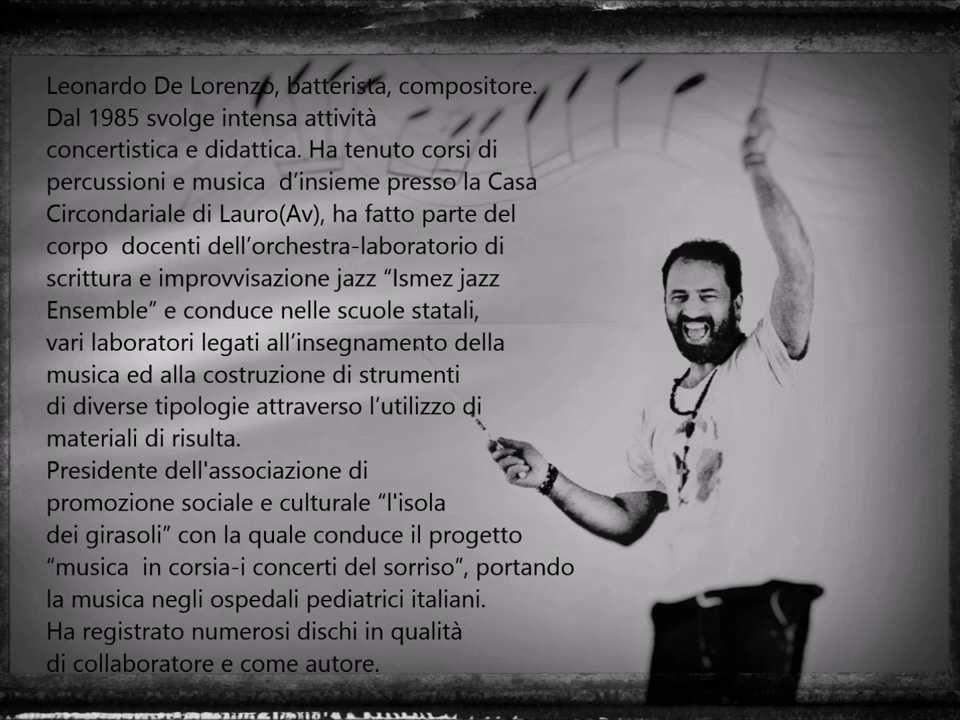 Leonardo De Lorenzo, batterista, compositore.
Dal 1985 svolge intensa attività
concertistica e didattica. Ha tenuto corsi di
percussioni e musica  d’insieme presso la Casa
Circondariale di Lauro(Av), ha fatto parte del
corpo  docenti dell’orchestra-laboratorio di
scrittura e improvvisazione jazz “Ismez jazz
Ensemble” e conduce nelle scuole statali,
vari laboratori legati all’insegnamento della
musica ed alla costruzione di strumenti
di diverse tipologie attraverso l’utilizzo di
materiali di risulta.
Presidente dell'associazione di
promozione sociale e culturale “l'isola
dei girasoli” con la quale conduce il progetto
“musica  in corsia-i concerti del sorriso”, portando
la musica negli ospedali pediatrici italiani.
Ha registrato numerosi dischi in qualità
di collaboratore e come autore.